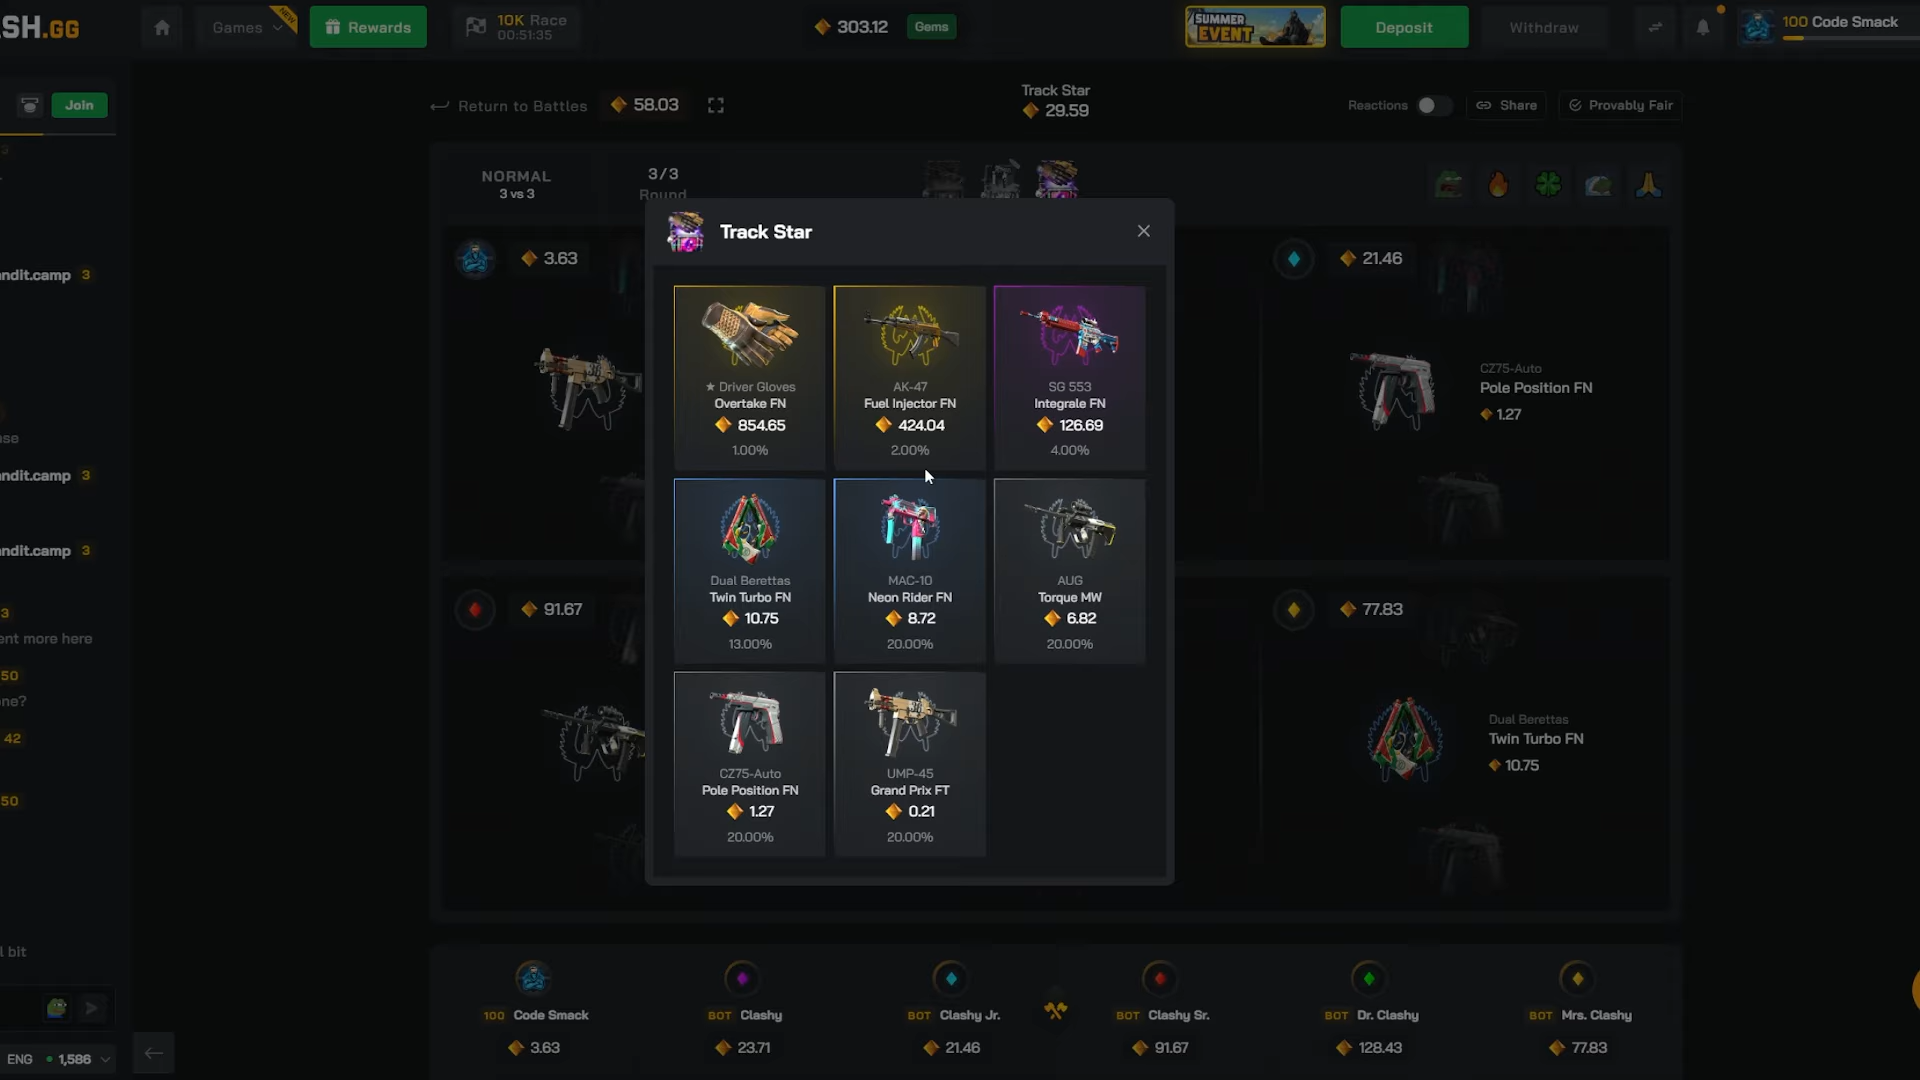 SH.GG
Games
NEW
Rewards
10K Race
00:51:35
303.12
Gems
SUMMER
EVENT
Deposit
Withdraw
100 Code Smack
Join
3
Return to Battles
58.03
Track Star
29.59
Reactions
Share
Provably Fair
NORMAL
3 vs 3
3/3
Round
Track Star
3.63
21.46
ndit.camp 3
★ Driver Gloves
Overtake FN
854.65
1.00%
AK-47
Fuel Injector FN
424.04
2.00%
SG 553
Integrale FN
126.69
4.00%
CZ75-Auto
Pole Position FN
1.27
se
ndit.camp 3
ndit.camp 3
Dual Berettas
Twin Turbo FN
10.75
13.00%
MAC-10
Neon Rider FN
8.72
20.00%
AUG
Torque MW
6.82
20.00%
91.67
77.83
3
ent more here
50
ne?
42
50
CZ75-Auto
Pole Position FN
1.27
20.00%
UMP-45
Grand Prix FT
0.21
20.00%
Dual Berettas
Twin Turbo FN
10.75
l bit
100 Code Smack
3.63
BOT Clashy
23.71
BOT Clashy Jr.
21.46
BOT Clashy Sr.
91.67
BOT Dr. Clashy
128.43
BOT Mrs. Clashy
77.83
ENG 1,586